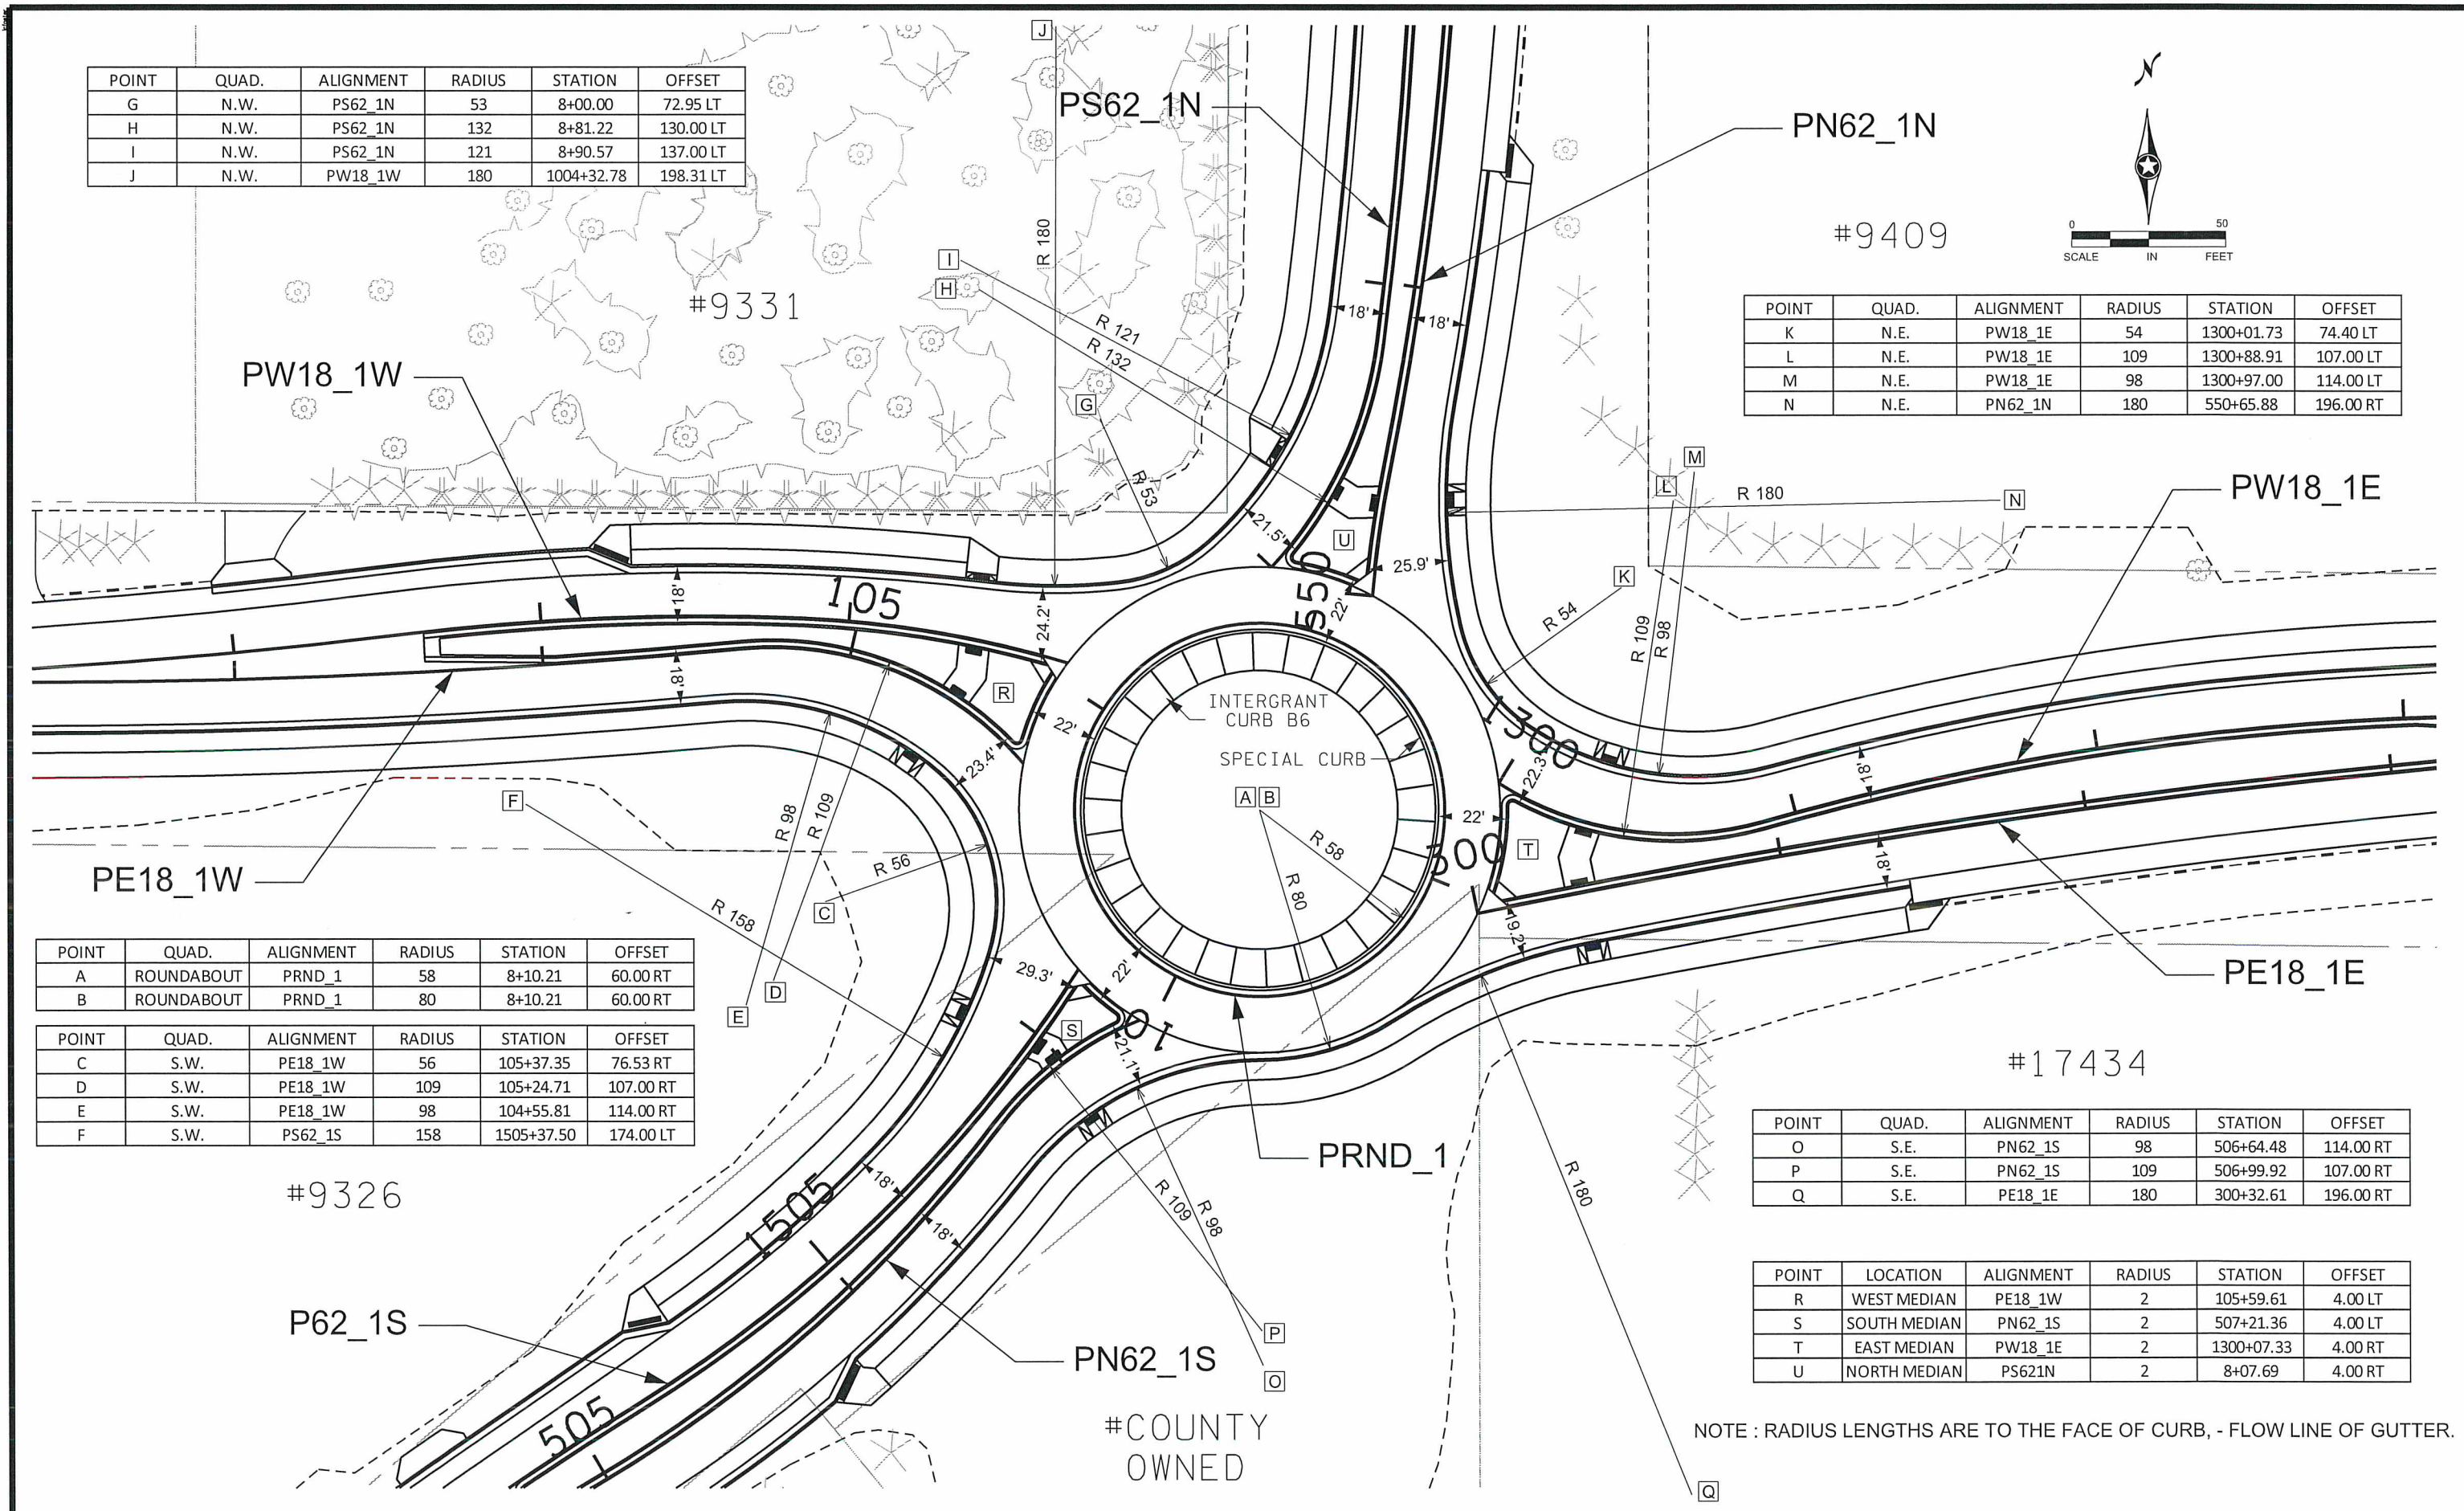 POINT QUAD. ALIGNMENT RADIUS STATION OFFSET
G N.W. PS62_1N 53 8+00.00 72.95 LT
H N.W. PS62_1N 132 8+81.22 130.00 LT
I N.W. PS62_1N 121 8+90.57 137.00 LT
J N.W. PW18_1W 180 1004+32.78 198.31 LT
J
PS62_1N
PN62_1N
N
#9409
0 50
SCALE IN FEET
R 180
I
H
#9331
R 121
R 132
18'
18'
POINT QUAD. ALIGNMENT RADIUS STATION OFFSET
K N.E. PW18_1E 54 1300+01.73 74.40 LT
L N.E. PW18_1E 109 1300+88.91 107.00 LT
M N.E. PW18_1E 98 1300+97.00 114.00 LT
N N.E. PN62_1N 180 550+65.88 196.00 RT
PW18_1W
G
R 53
M
L
R 180
N
PW18_1E
21.5'
U
550
25.9'
22'
K
R 54
R 109
R 98
105
18'
24.2'
18'
R
22'
23.4'
INTERGRANT
CURB B6
SPECIAL CURB
A B
R 58
R 80
1300
22.3'
22'
300
T
18'
18'
19.2'
F
R 98
R 109
R 56
C
R 158
PE18_1W
D
E
29.3'
22'
S
10
21.1'
PE18_1E
POINT QUAD. ALIGNMENT RADIUS STATION OFFSET
A ROUNDABOUT PRND_1 58 8+10.21 60.00 RT
B ROUNDABOUT PRND_1 80 8+10.21 60.00 RT
POINT QUAD. ALIGNMENT RADIUS STATION OFFSET
C S.W. PE18_1W 56 105+37.35 76.53 RT
D S.W. PE18_1W 109 105+24.71 107.00 RT
E S.W. PE18_1W 98 104+55.81 114.00 RT
F S.W. PS62_1S 158 1505+37.50 174.00 LT
#17434
PRND_1
#9326
1505
18'
18'
R 109
R 98
R 180
POINT QUAD. ALIGNMENT RADIUS STATION OFFSET
O S.E. PN62_1S 98 506+64.48 114.00 RT
P S.E. PN62_1S 109 506+99.92 107.00 RT
Q S.E. PE18_1E 180 300+32.61 196.00 RT
POINT LOCATION ALIGNMENT RADIUS STATION OFFSET
R WEST MEDIAN PE18_1W 2 105+59.61 4.00 LT
S SOUTH MEDIAN PN62_1S 2 507+21.36 4.00 LT
T EAST MEDIAN PW18_1E 2 1300+07.33 4.00 RT
U NORTH MEDIAN PS621N 2 8+07.69 4.00 RT
P62_1S
PN62_1S
P
O
505
#COUNTY
OWNED
NOTE : RADIUS LENGTHS ARE TO THE FACE OF CURB, - FLOW LINE OF GUTTER.
Q